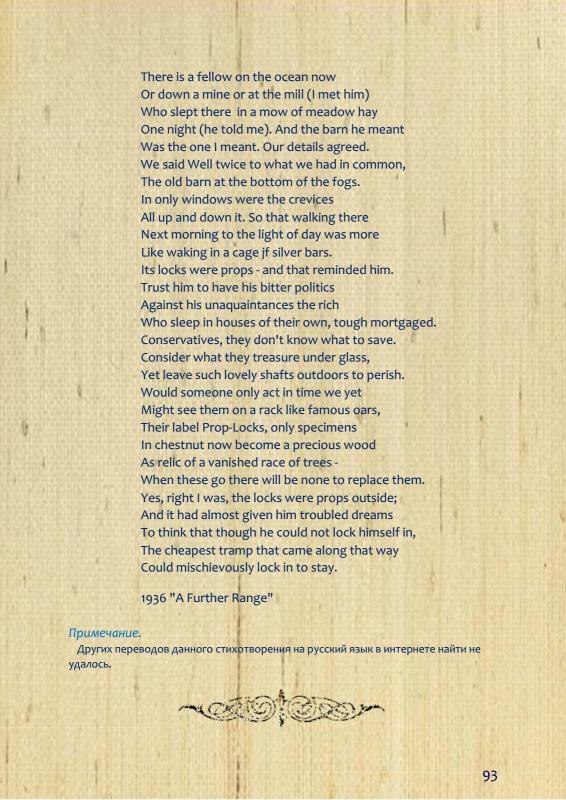 There is a fellow on the ocean now
Or down a mine or at the mill (I met him)
Who slept there in a mow of meadow hay
One night (he told me). And the barn he meant
Was the one I meant. Our details agreed.
We said Well twice to what we had in common,
The old barn at the bottom of the fogs.
In only windows were the crevices
All up and down it. So that walking there
Next morning to the light of day was more
Like waking in a cage jf silver bars.
Its locks were props - and that reminded him.
Trust him to have his bitter politics
Against his unaquaintances the rich
Who sleep in houses of their own, tough mortgaged.
Conservatives, they don't know what to save.
Consider what they treasure under glass,
Yet leave such lovely shafts outdoors to perish.
Would someone only act in time we yet
Might see them on a rack like famous oars,
Their label Prop-Locks, only specimens
In chestnut now become a precious wood
As relic of a vanished race of trees -
When these go there will be none to replace them.
Yes, right I was, the locks were props outside;
And it had almost given him troubled dreams
To think that though he could not lock himself in,
The cheapest tramp that came along that way
Could mischievously lock in to stay.
1936 "A Further Range"
Примечание.
Других переводов данного стихотворения на русский язык в интернете найти не
удалось.
93